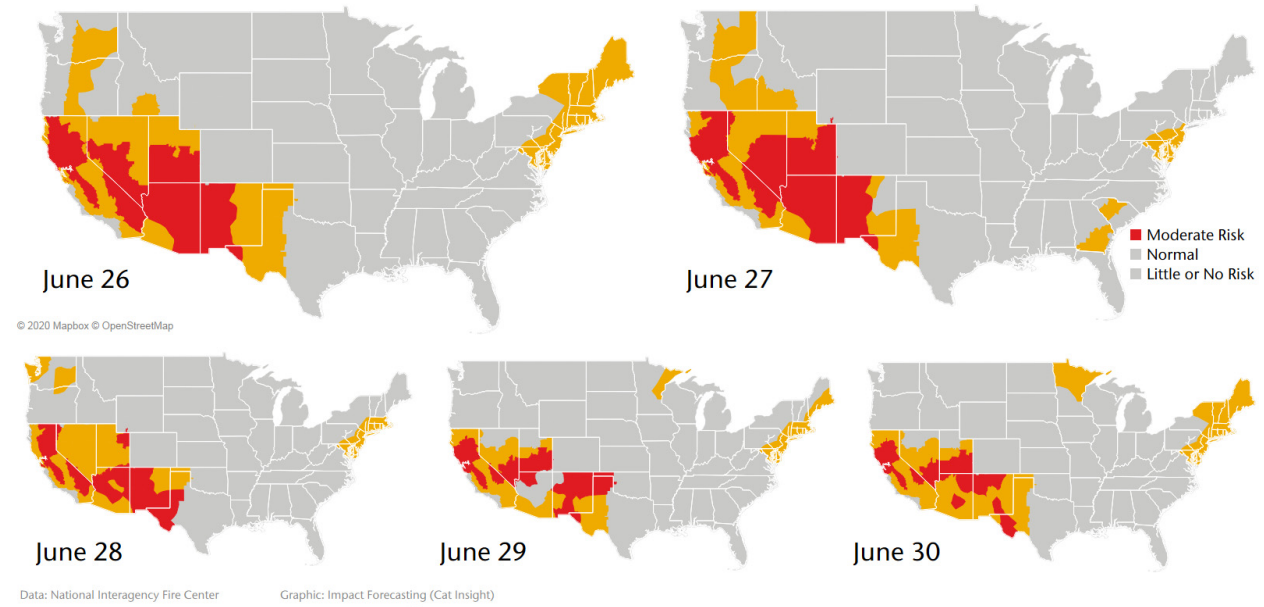 June 26
June 27
Moderate Risk
Normal
Little or No Risk
© 2020 Mapbox © OpenStreetMap
June 28
June 29
June 30
Data: National Interagency Fire Center
Graphic: Impact Forecasting (Cat Insight)